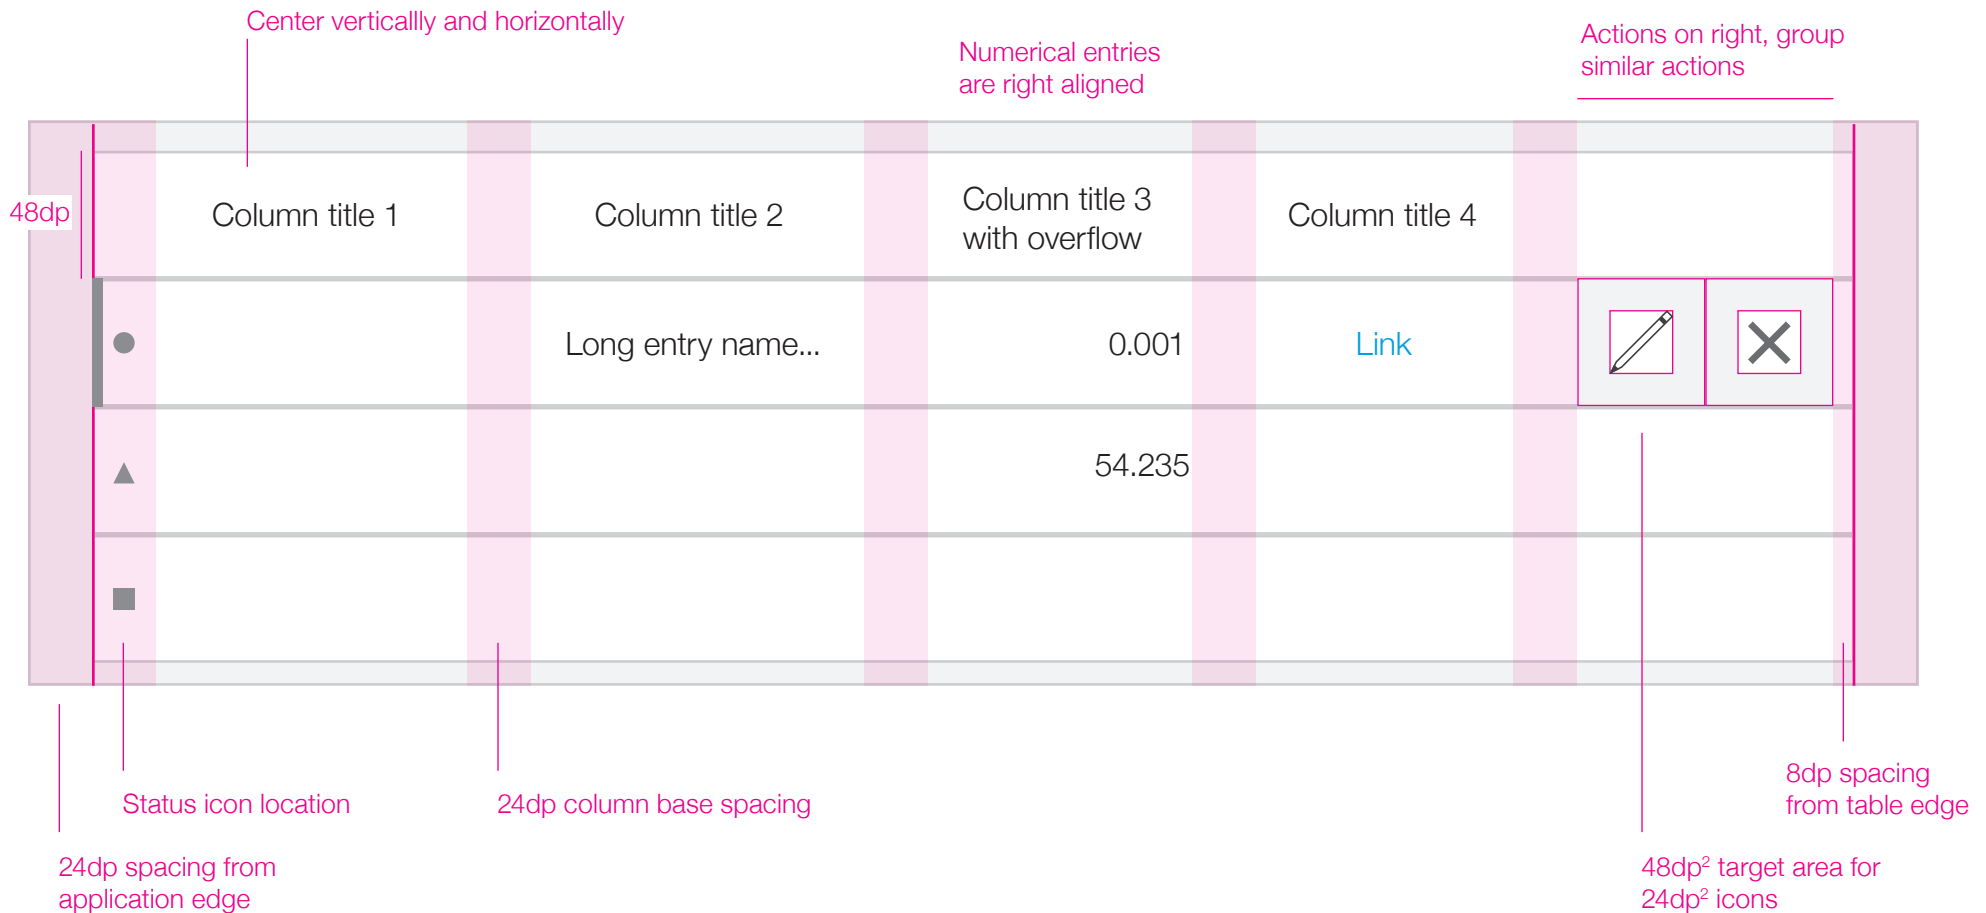 Center verticallly and horizontally
Numerical entries
are right aligned
Actions on right, group
similar actions
48dp
Column title 1
Column title 2
Column title 3
with overflow
Column title 4
Long entry name...
0.001
Link
54.235
Status icon location
24dp column base spacing
8dp spacing
from table edge
24dp spacing from
application edge
48dp² target area for
24dp² icons